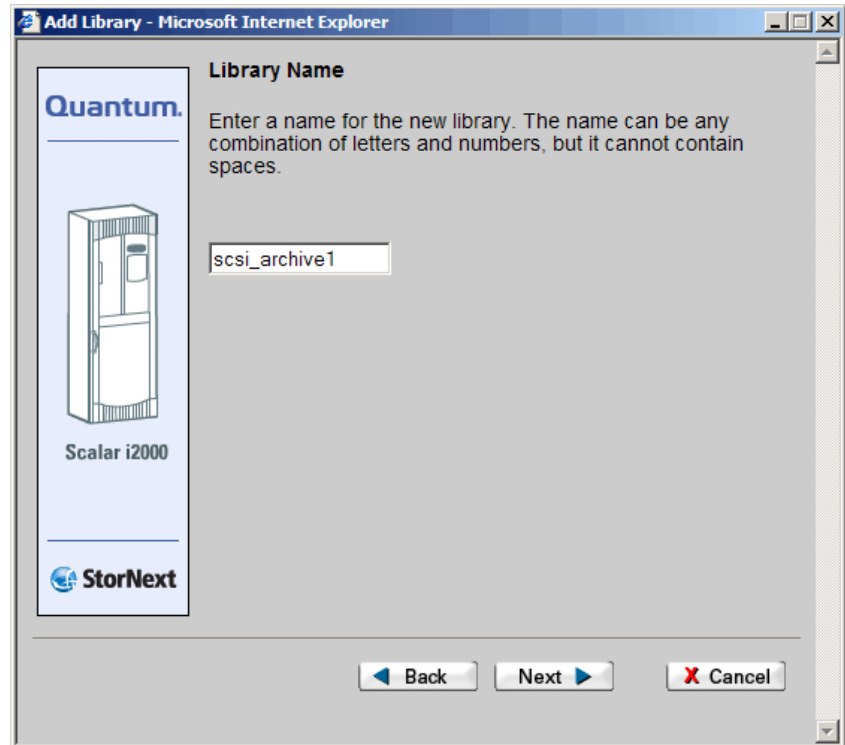 Add Library - Microsoft Internet Explorer
Library Name
Quantum.
Enter a name for the new library. The name can be any
combination of letters and numbers, but it cannot contain
spaces.
scsi_archive1
Scalar i2000
StorNext
Back Next X Cancel